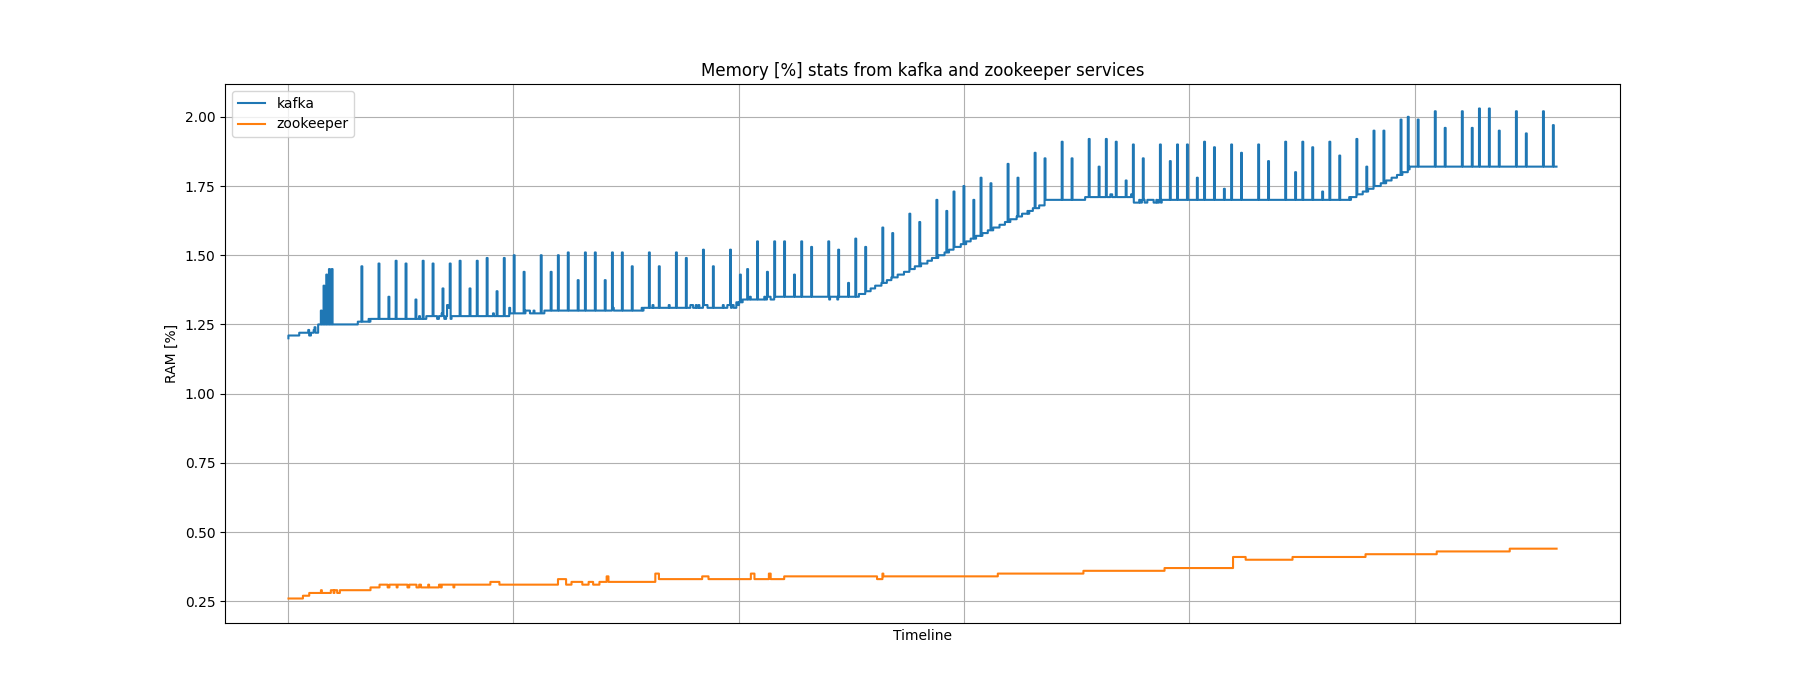 Memory [%] stats from kafka and zookeeper services
kafka
zookeeper
2.00
1.75
1.50
1.25
1.00
0.75
0.50
0.25
RAM [%]
Timeline